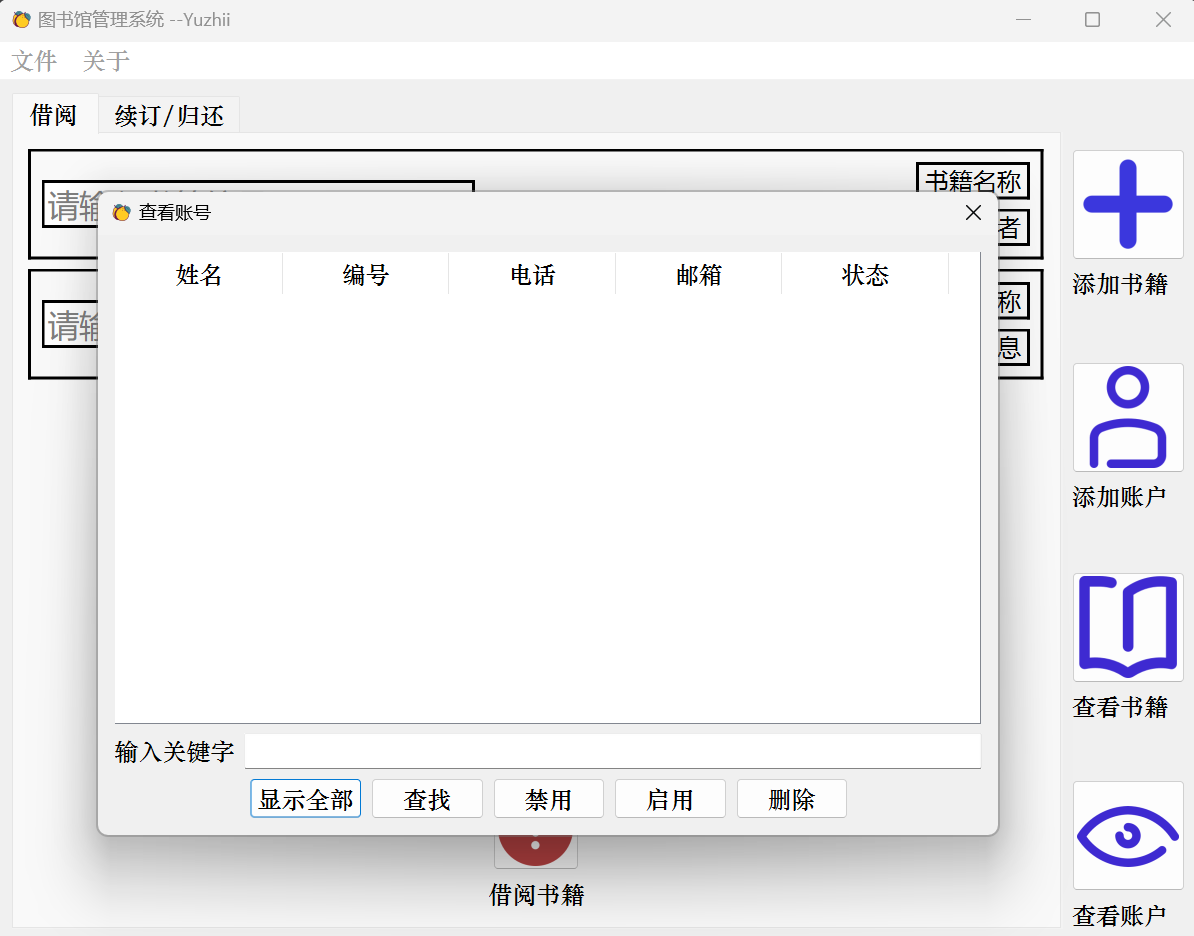 图书馆管理系统 --Yuzhii
文件 关于
借阅 续订/归还
书籍名称
请输
者
请输
称
息
查看账号
姓名 编号 电话 邮箱 状态
输入关键字
显示全部 查找 禁用 启用 删除
借阅书籍
添加书籍
添加账户
查看书籍
查看账户